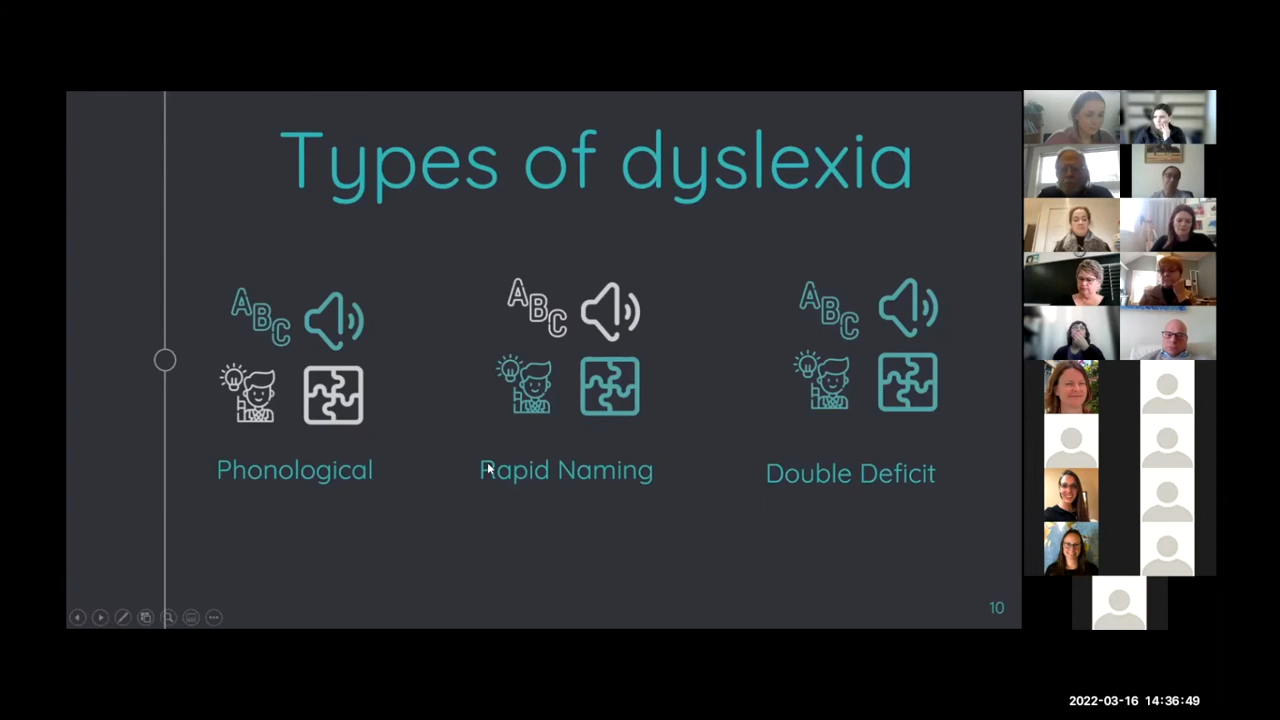 Types of dyslexia
ABC
ABC
ABC
Phonological
Rapid Naming
Double Deficit
10
2022-03-16 14:36:49